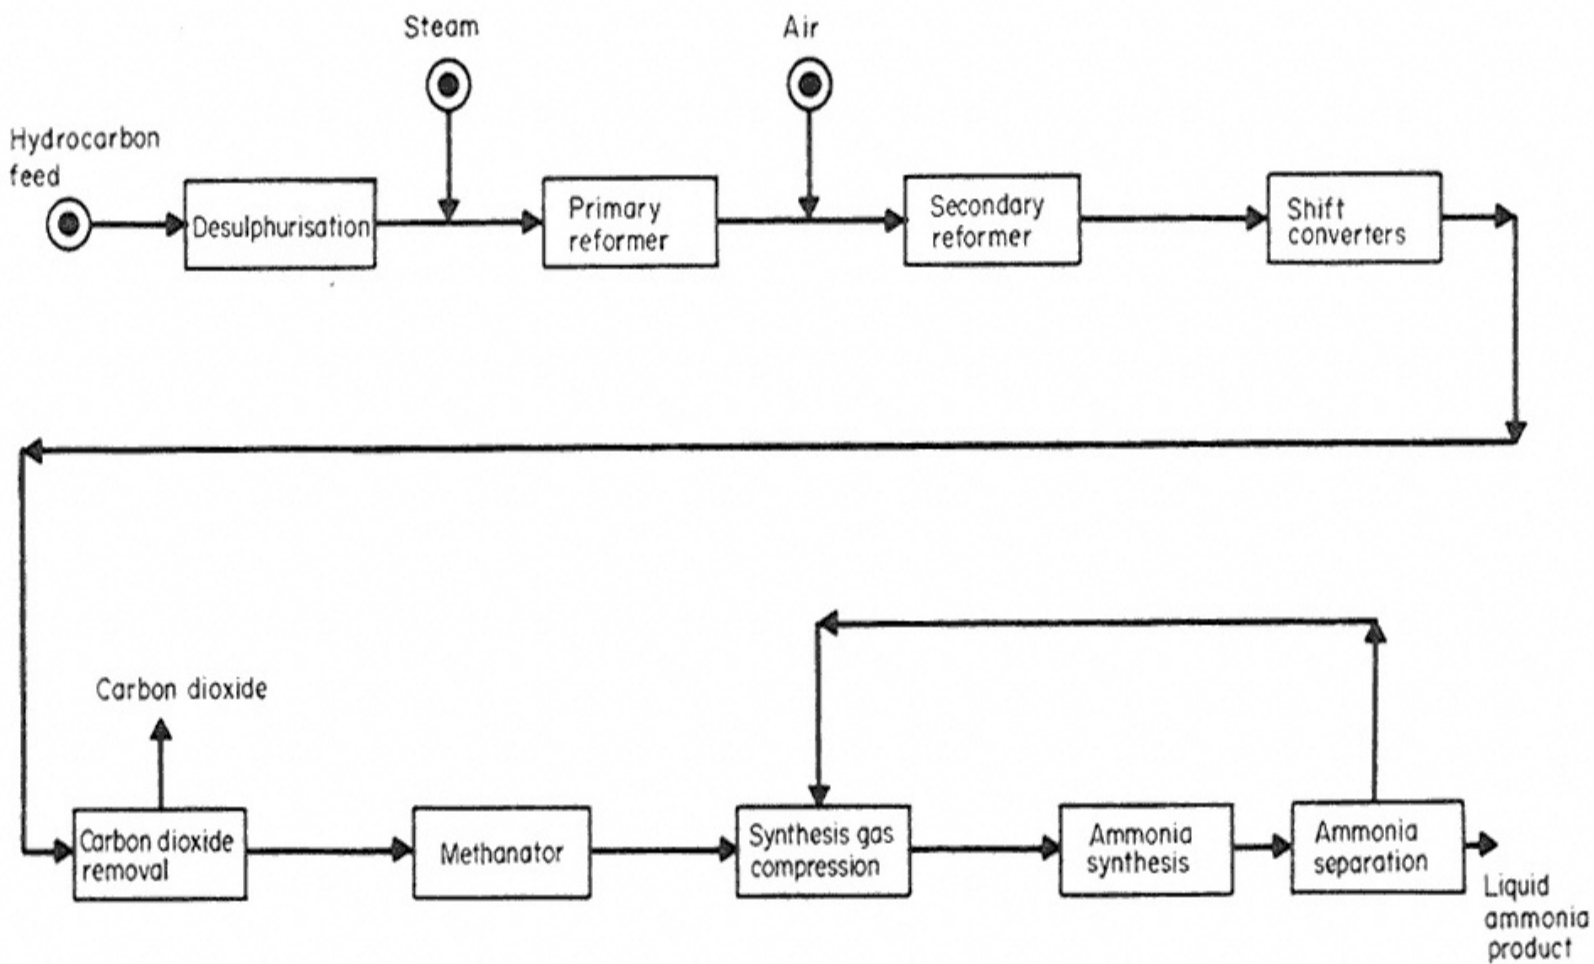 Steam
Air
Hydrocarbon
feed
Desulphurisation
Primary
reformer
Secondary
reformer
Shift
converters
Carbon dioxide
Carbon dioxide
removal
Methanator
Synthesis gas
compression
Ammonia
synthesis
Ammonia
separation
Liquid
ammonia
product